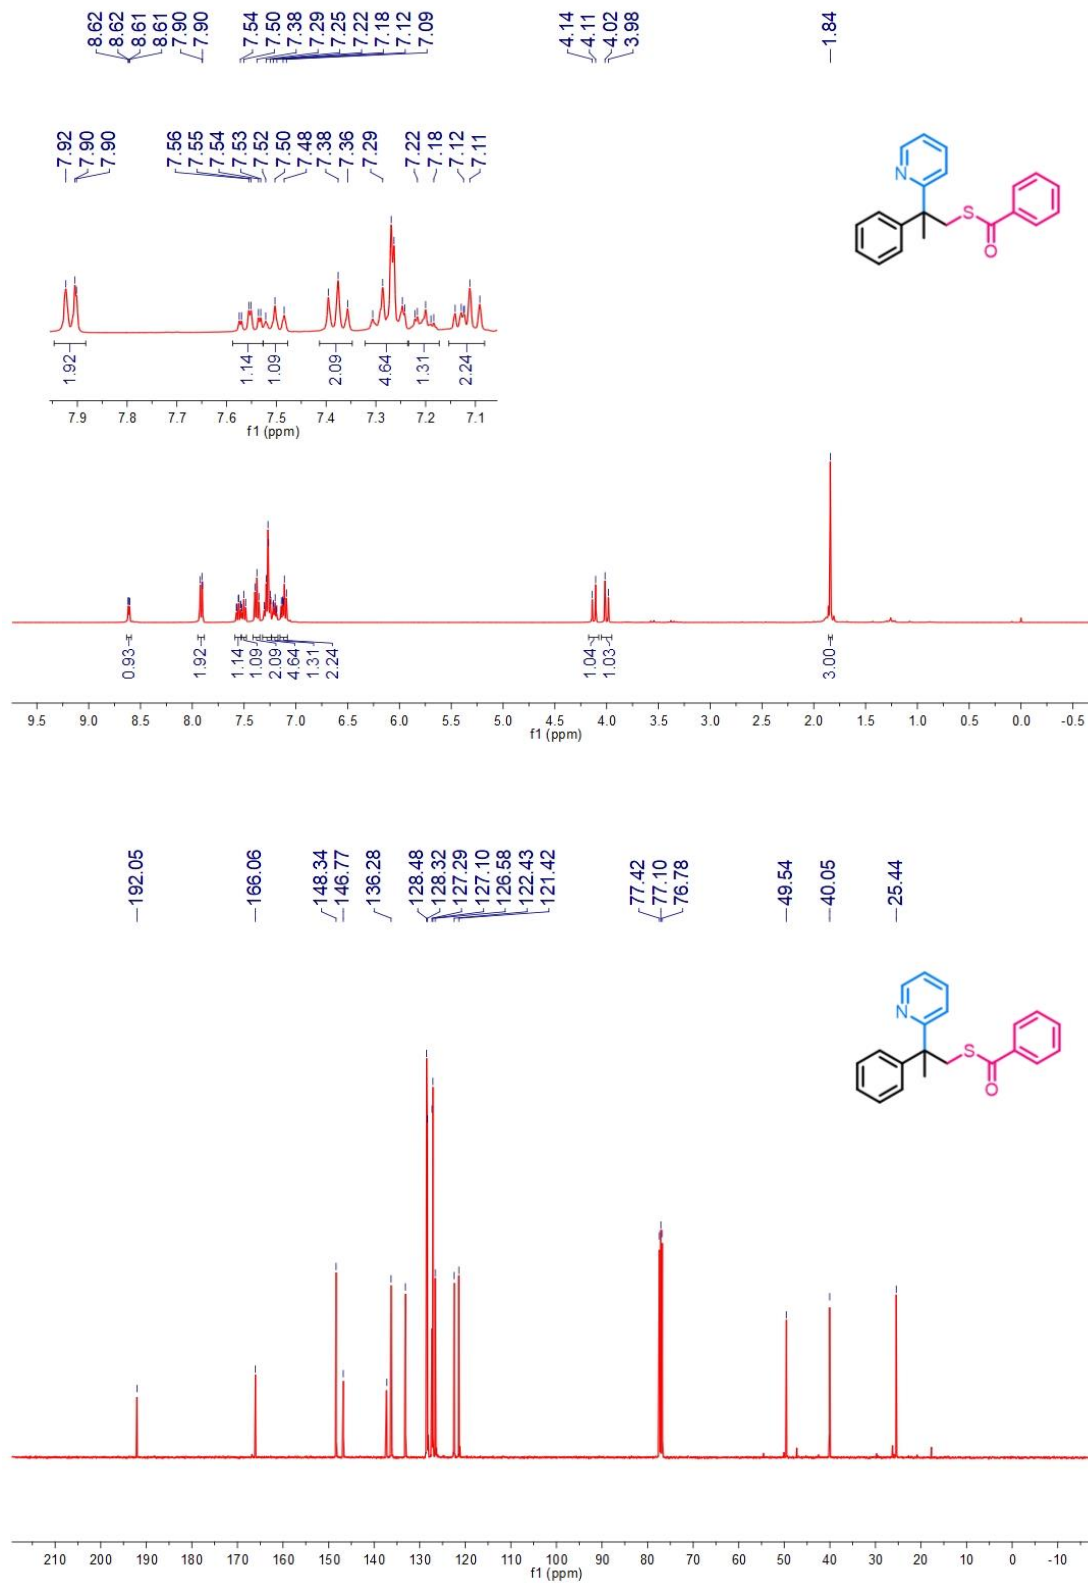 8.62 8.62 8.61 8.61 7.90 7.90 7.54 7.50 7.38 7.29 7.25 7.22 7.18 7.12 7.09 4.14 4.11 4.02 3.98 1.84
7.92 7.90 7.90 7.56 7.55 7.54 7.53 7.52 7.50 7.48 7.38 7.36 7.29 7.22 7.18 7.12 7.11
N
S
O
1.92 1.14 1.09 2.09 4.64 1.31 2.24
7.9 7.8 7.7 7.6 7.5 7.4 7.3 7.2 7.1
f1 (ppm)
0.93 1.92 1.14 1.09 2.09 4.64 1.31 2.24 1.04 1.03 3.00
9.5 9.0 8.5 8.0 7.5 7.0 6.5 6.0 5.5 5.0 4.5 4.0 3.5 3.0 2.5 2.0 1.5 1.0 0.5 0.0 -0.5
f1 (ppm)
192.05 166.06 148.34 146.77 136.28 128.48 128.32 127.29 127.10 126.58 122.43 121.42 77.42 77.10 76.78 49.54 40.05 25.44
N
S
O
210 200 190 180 170 160 150 140 130 120 110 100 90 80 70 60 50 40 30 20 10 0 -10
f1 (ppm)